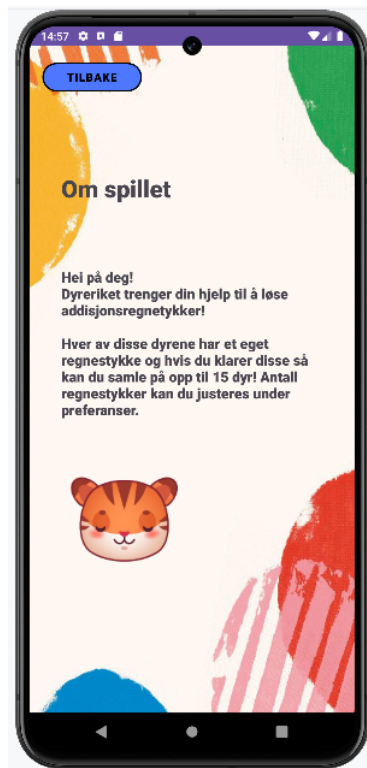 14:57
TILBAKE
Om spillet
Hei på deg!
Dyreriket trenger din hjelp til å løse
addisjonsregnetykker!
Hver av disse dyrene har et eget
regnestykke og hvis du klarer disse så
kan du samle på opp til 15 dyr! Antall
regnestykker kan du justeres under
preferanser.